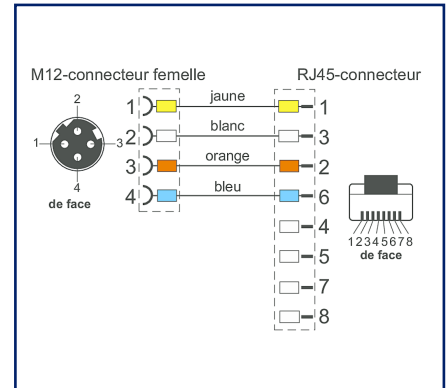 M12-connecteur femelle
RJ45-connecteur
2
1
3
4
de face
1 jaune 1
2 blanc 3
3 orange 2
4 bleu 6
4
5
7
8
12345678
de face